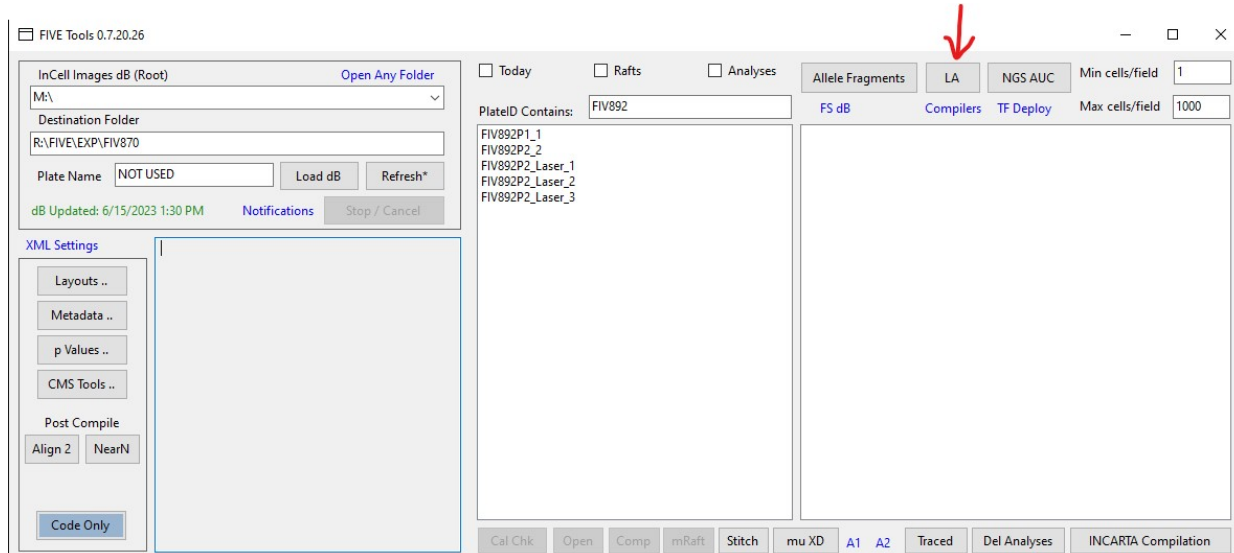 FIVE Tools 0.7.20.26
InCell Images dB (Root)
Open Any Folder
M:\
Destination Folder
R:\FIVE\EXP\FIV870
Plate Name
NOT USED
Load dB
Refresh*
dB Updated: 6/15/2023 1:30 PM
Notifications
Stop / Cancel
XML Settings
Layouts ..
Metadata ..
p Values ..
CMS Tools ..
Post Compile
Align 2
NearN
Code Only
Today
Rafts
Analyses
PlateID Contains:
FIV892
FIV892P1_1
FIV892P2_2
FIV892P2_Laser_1
FIV892P2_Laser_2
FIV892P2_Laser_3
Allele Fragments
LA
NGS AUC
Min cells/field
1
FS dB
Compilers
TF Deploy
Max cells/field
1000
Cal Chk
Open
Comp
mRaft
Stitch
mu XD
A1
A2
Traced
Del Analyses
INCARTA Compilation